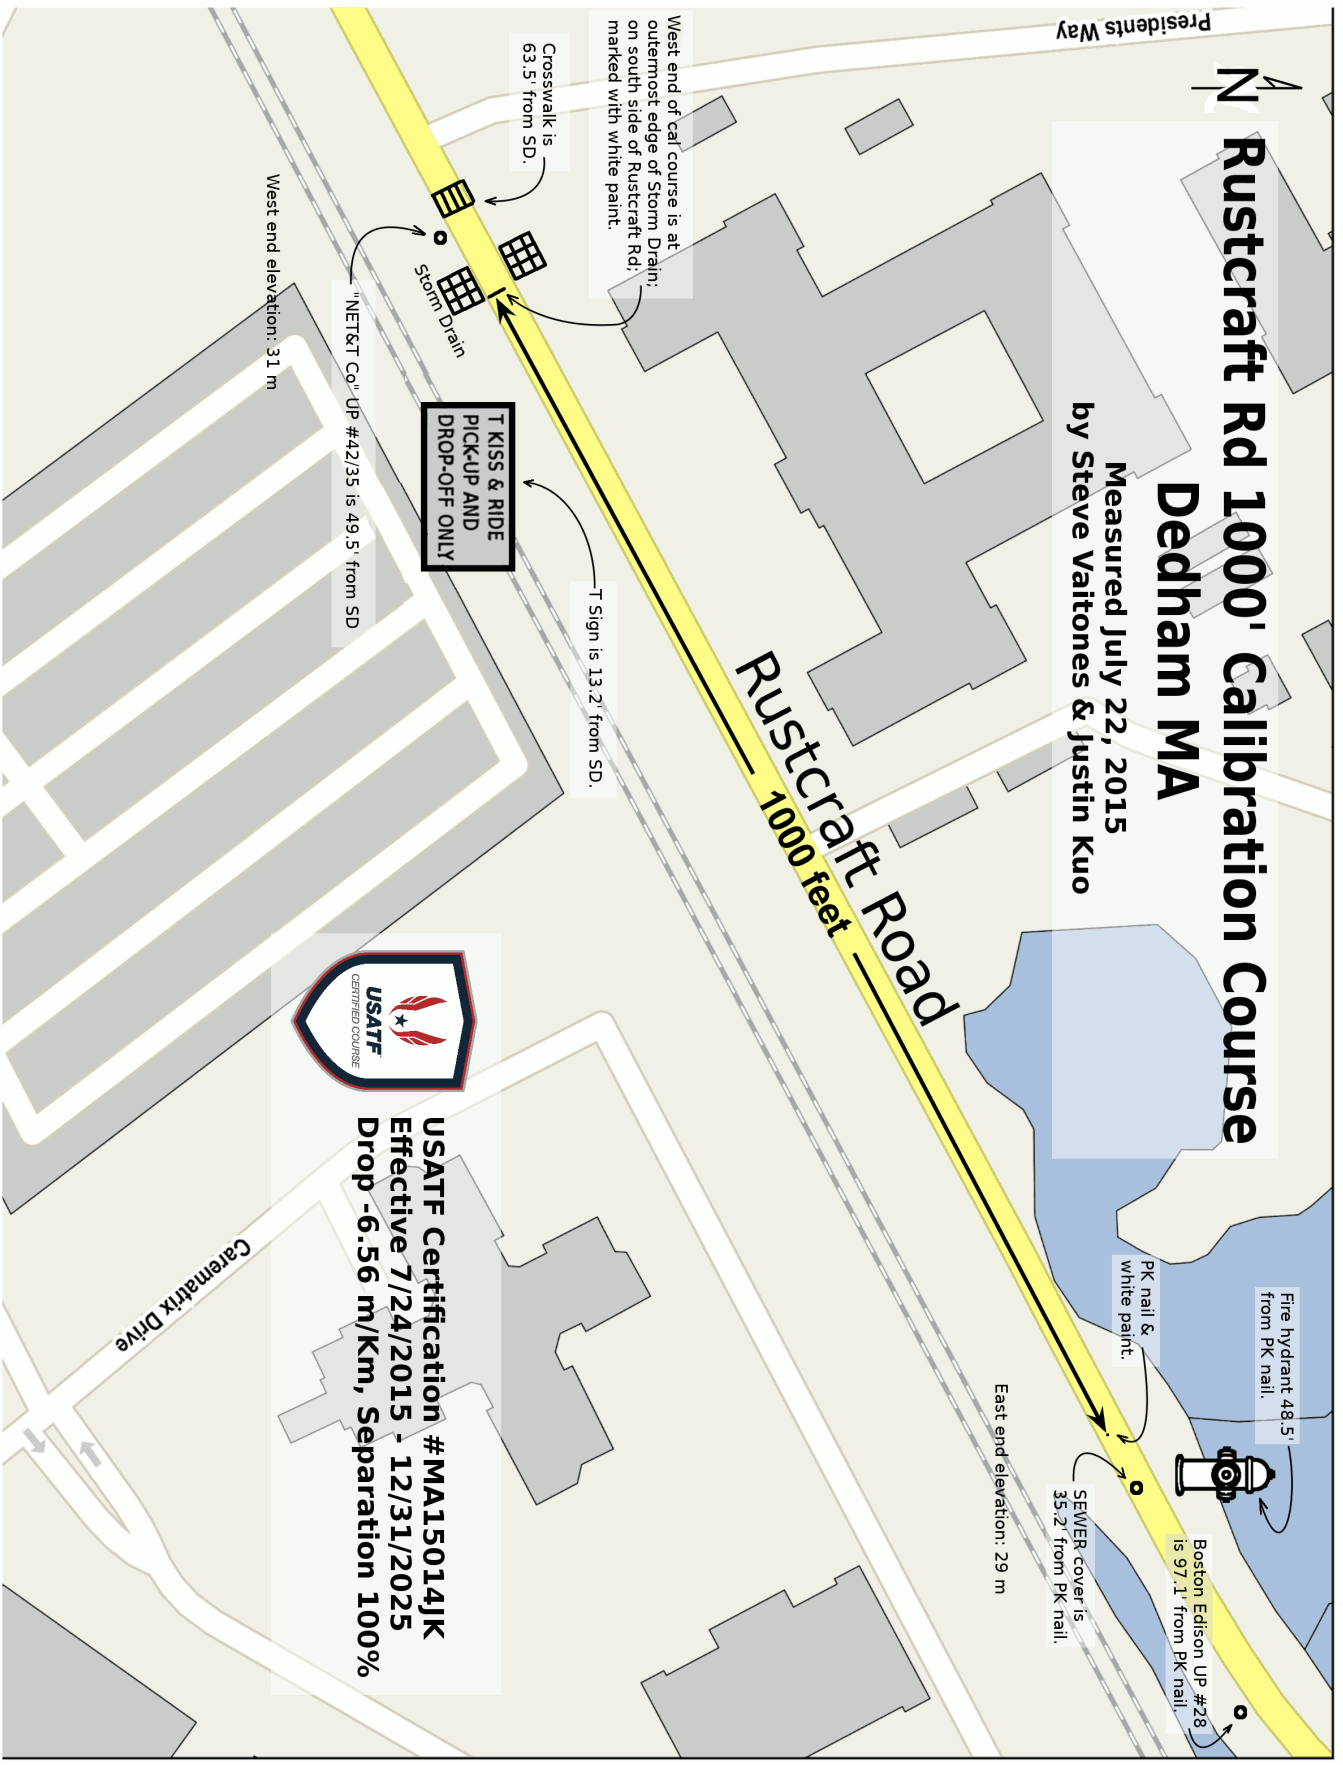 Presidents Way
N
Rustcraft Rd 1000' Calibration Course
Dedham MA
Measured July 22, 2015
by Steve Vaitones & Justin Kuo
West end of cal course is at
outermost edge of Storm Drain;
on south side of Rustcraft Rd;
marked with white paint.
Crosswalk is
63.5' from SD.
Storm Drain
West end elevation: 31 m
"NET&T Co" UP #42/35 is 49.5' from SD
T KISS & RIDE
PICK-UP AND
DROP-OFF ONLY
T Sign is 13.2' from SD.
Rustcraft Road
1000 feet
Fire hydrant 48.5'
from PK nail.
PK nail &
white paint.
East end elevation: 29 m
SEWER cover is
35.2' from PK nail.
Boston Edison UP #28
is 97.1' from PK nail.
USATF
CERTIFIED COURSE
USATF Certification #MA15014JK
Effective 7/24/2015 - 12/31/2025
Drop -6.56 m/Km, Separation 100%
Carematrix Drive